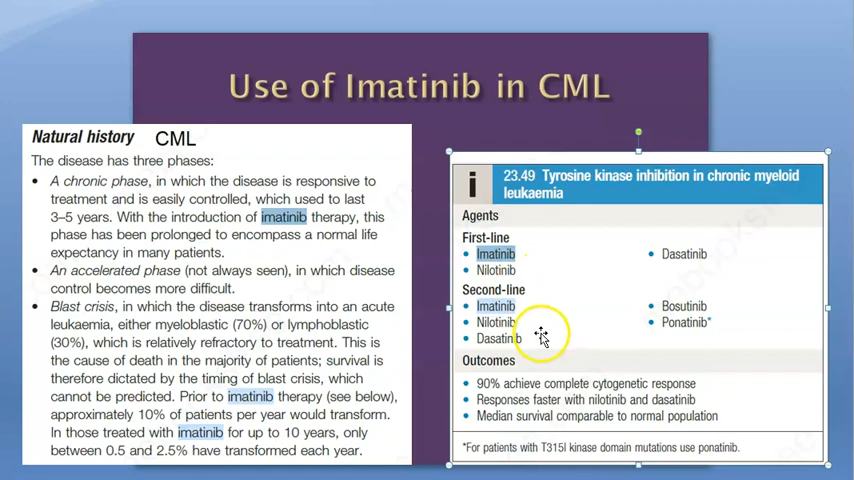 Use of Imatinib in CML
Natural history CML
The disease has three phases:
• A chronic phase, in which the disease is responsive to
treatment and is easily controlled, which used to last
3–5 years. With the introduction of imatinib therapy, this
phase has been prolonged to encompass a normal life
expectancy in many patients.
• An accelerated phase (not always seen), in which disease
control becomes more difficult.
• Blast crisis, in which the disease transforms into an acute
leukaemia, either myeloblastic (70%) or lymphoblastic
(30%), which is relatively refractory to treatment. This is
the cause of death in the majority of patients; survival is
therefore dictated by the timing of blast crisis, which
cannot be predicted. Prior to imatinib therapy (see below),
approximately 10% of patients per year would transform.
In those treated with imatinib for up to 10 years, only
between 0.5 and 2.5% have transformed each year.
i
23.49 Tyrosine kinase inhibition in chronic myeloid
leukaemia
Agents
First-line
• Imatinib • Dasatinib
• Nilotinib
Second-line
• Imatinib • Bosutinib
• Nilotinib • Ponatinib*
• Dasatinib
Outcomes
• 90% achieve complete cytogenetic response
• Responses faster with nilotinib and dasatinib
• Median survival comparable to normal population
*For patients with T315I kinase domain mutations use ponatinib.